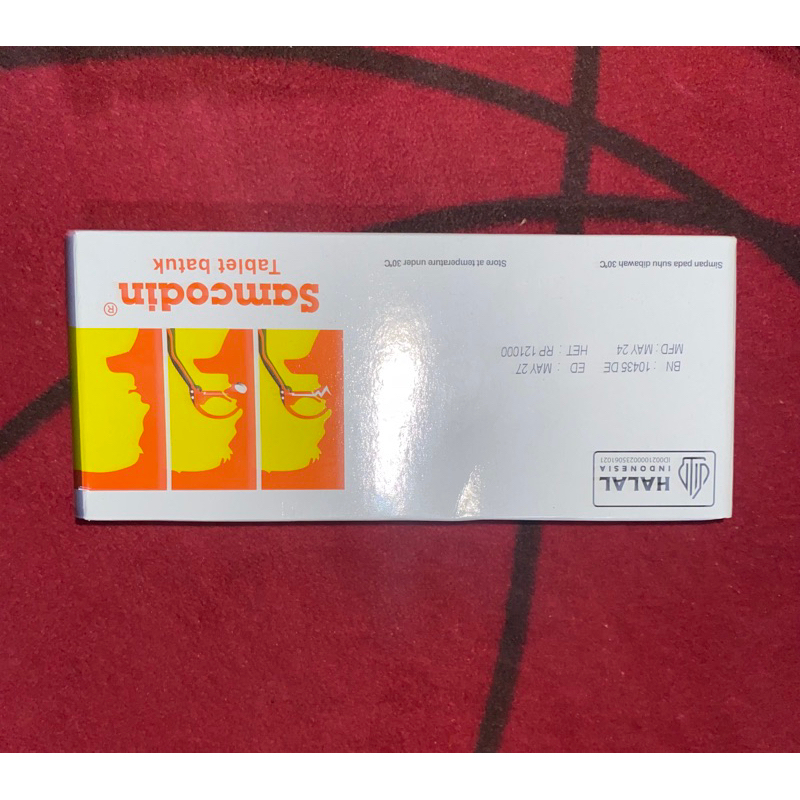 HALAL
INDONESIA
ID00210000235061021
BN : 10435 DE ED : MAY 27
MFD : MAY 24 HET : RP 121000
Simpan pada suhu dibawah 30°C
Store at temperature under 30°C
Samcodin®
Tablet batuk